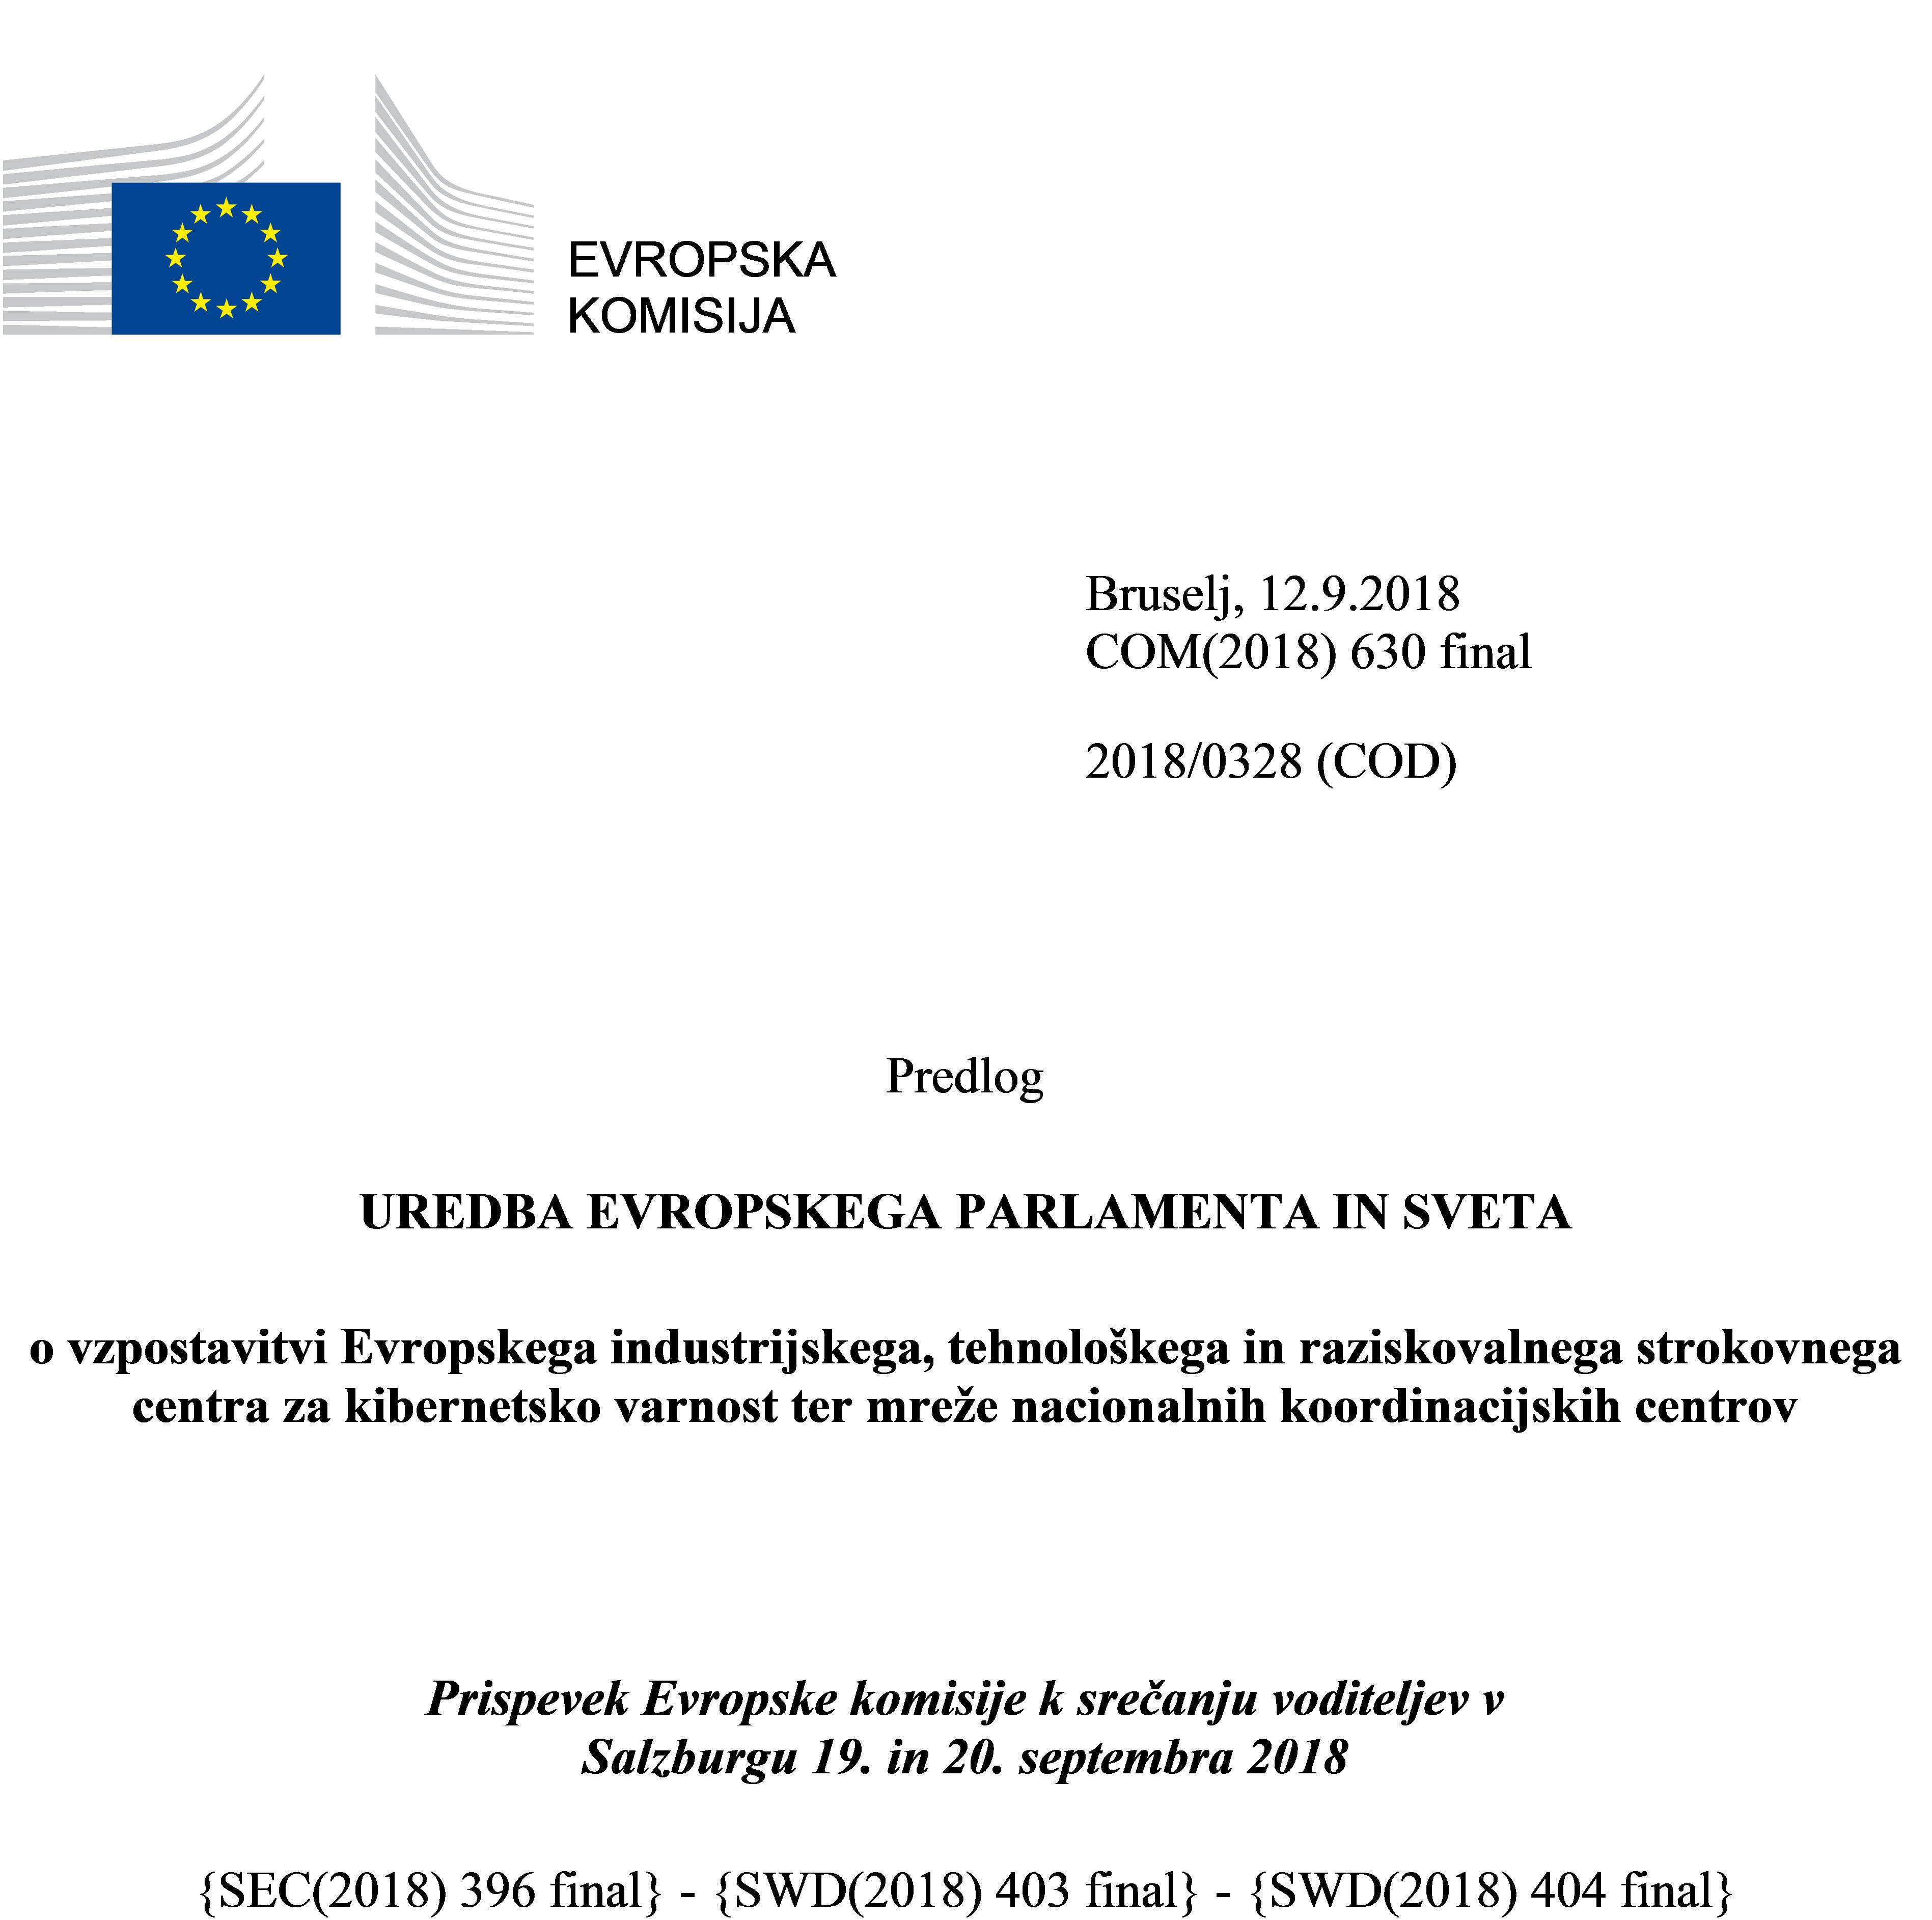 EVROPSKA
KOMISIJA
Bruselj, 12.9.2018
COM(2018) 630 final
2018/0328 (COD)
Predlog
UREDBA EVROPSKEGA PARLAMENTA IN SVETA
o vzpostavitvi Evropskega industrijskega, tehnološkega in raziskovalnega strokovnega
centra za kibernetsko varnost ter mreže nacionalnih koordinacijskih centrov
Prispevek Evropske komisije k srečanju voditeljev v
Salzburgu 19. in 20. septembra 2018
{SEC(2018) 396 final} - {SWD(2018) 403 final} - {SWD(2018) 404 final}